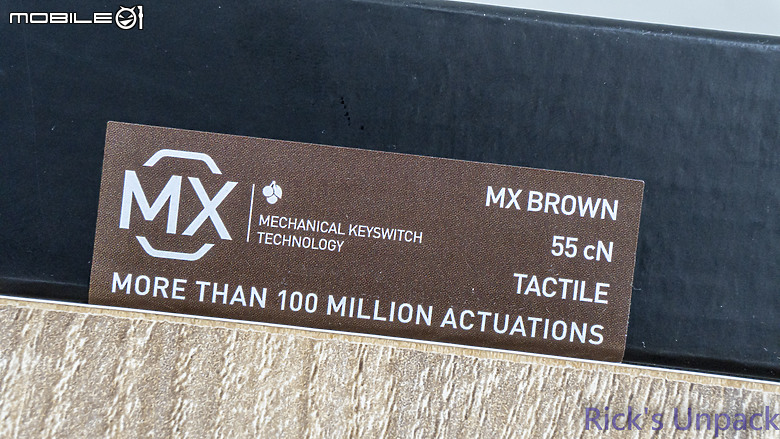 MOBILE01
MX
MECHANICAL KEYSWITCH
TECHNOLOGY
MX BROWN
55 cN
TACTILE
MORE THAN 100 MILLION ACTUATIONS
Rick's Unpack